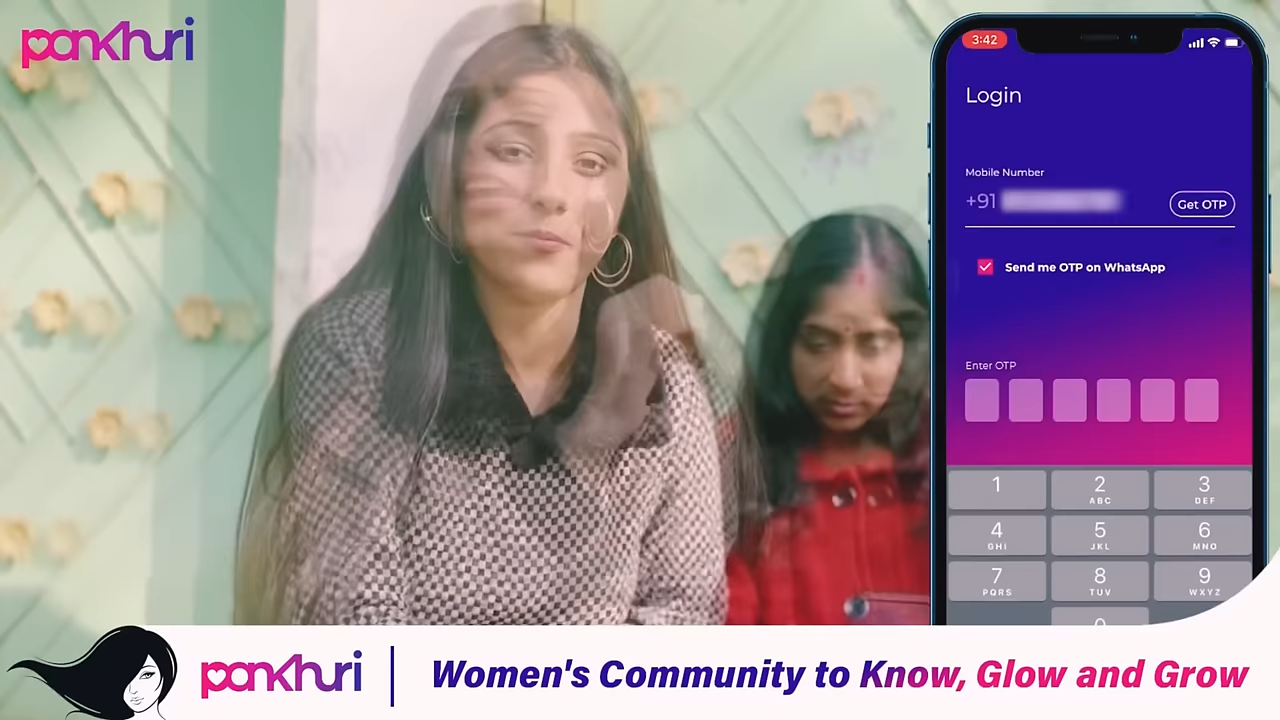 pankhuri
3:42
Login
Mobile Number
+91
Get OTP
Send me OTP on WhatsApp
Enter OTP
1
2
ABC
3
DEF
4
GHI
5
JKL
6
MNO
7
PQRS
8
TUV
9
WXYZ
pankhuri
Women's Community to Know, Glow and Grow